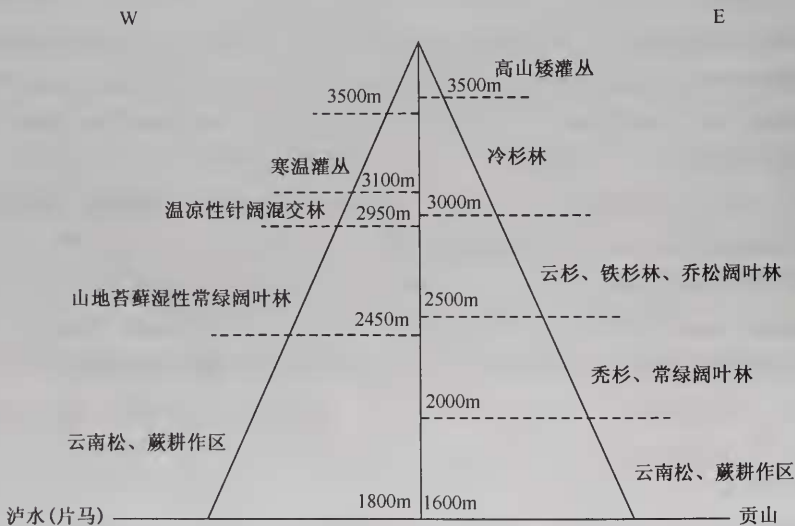 W
E
高山矮灌丛
3500m
3500m
冷杉林
寒温灌丛
3100m
温凉性针阔混交林
2950m
3000m
云杉、铁杉林、乔松阔叶林
山地苔藓湿性常绿阔叶林
2500m
2450m
秃杉、常绿阔叶林
2000m
云南松、蕨耕作区
云南松、蕨耕作区
1800m
1600m
泸水(片马)
贡山